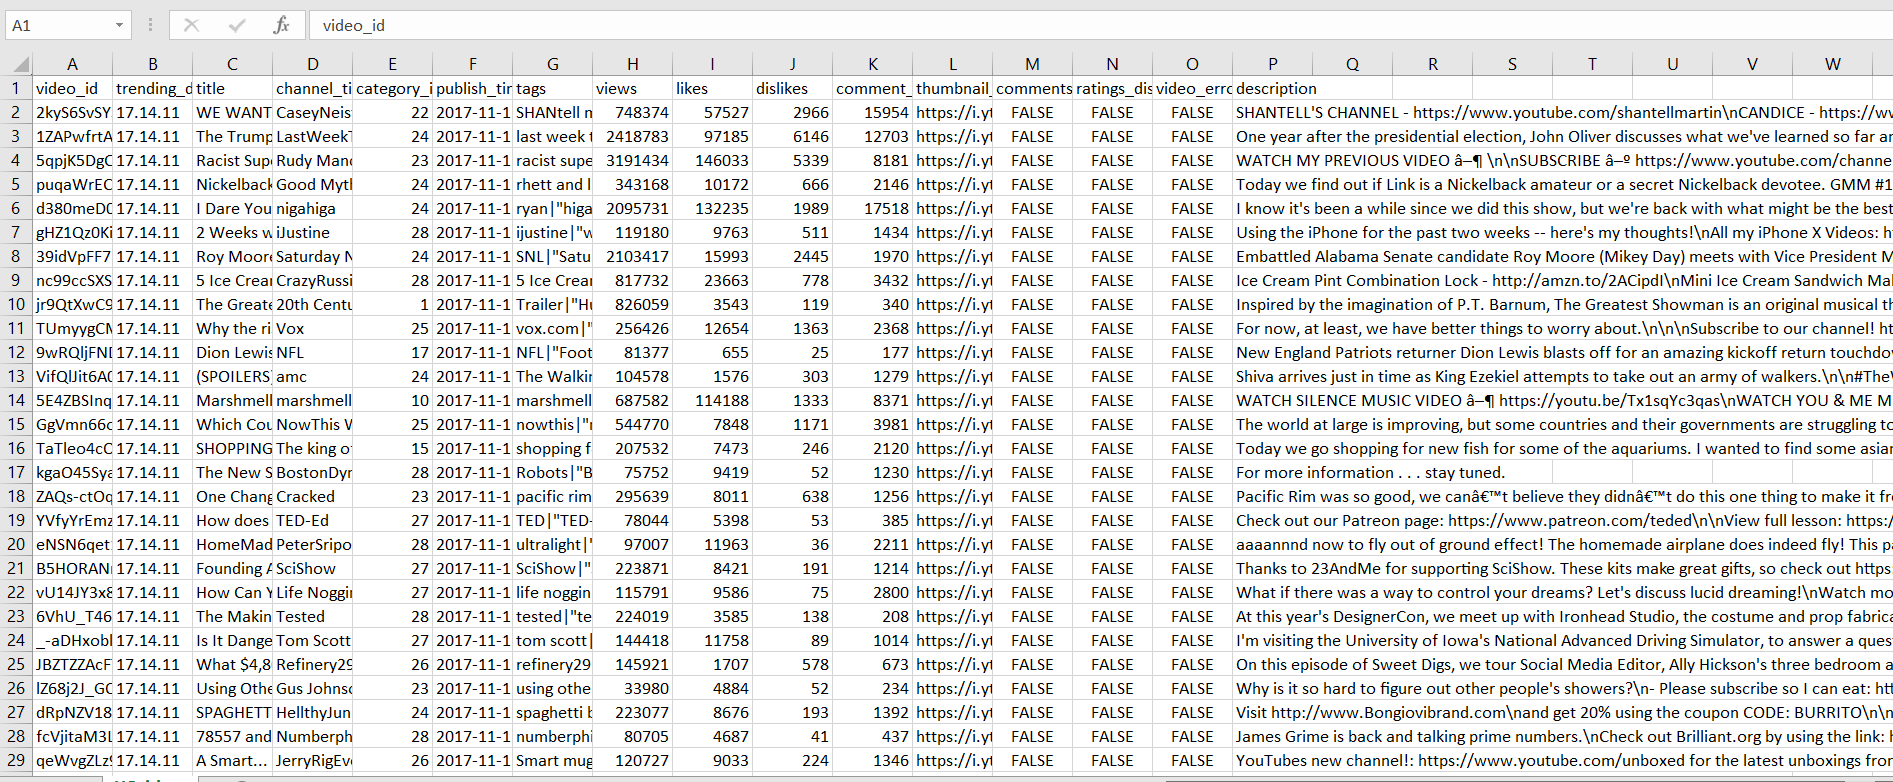 A1 fx video_id
A B C D E F G H I J K L M N O P Q R S T U V W
1 video_id trending_d title channel_ti category_i publish_tin tags views likes dislikes comment_ thumbnail_ comments ratings_dis video_erro description
2 2kyS6SvSY 17.14.11 WE WANT CaseyNeis 22 2017-11-1 SHANtell m 748374 57527 2966 15954 https://i.yt FALSE FALSE FALSE SHANTELL'S CHANNEL - https://www.youtube.com/shantellmartin\nCANDICE - https://ww
3 1ZAPwfrtA 17.14.11 The Trump LastWeekT 24 2017-11-1 last week t 2418783 97185 6146 12703 https://i.yt FALSE FALSE FALSE One year after the presidential election, John Oliver discusses what we've learned so far an
4 5qpjK5DgC 17.14.11 Racist Supe Rudy Manc 23 2017-11-1 racist supe 3191434 146033 5339 8181 https://i.yt FALSE FALSE FALSE WATCH MY PREVIOUS VIDEO â–¶ \n\nSUBSCRIBE â–º https://www.youtube.com/channe
5 puqaWrEC 17.14.11 Nickelback Good Myth 24 2017-11-1 rhett and l 343168 10172 666 2146 https://i.yt FALSE FALSE FALSE Today we find out if Link is a Nickelback amateur or a secret Nickelback devotee. GMM #1
6 d380meD0 17.14.11 I Dare You nigahiga 24 2017-11-1 ryan|"higa 2095731 132235 1989 17518 https://i.yt FALSE FALSE FALSE I know it's been a while since we did this show, but we're back with what might be the best
7 gHZ1Qz0Ki 17.14.11 2 Weeks w iJustine 28 2017-11-1 ijustine|"w 119180 9763 511 1434 https://i.yt FALSE FALSE FALSE Using the iPhone for the past two weeks -- here's my thoughts!\nAll my iPhone X Videos: h
8 39idVpFF7 17.14.11 Roy Moore Saturday N 24 2017-11-1 SNL|"Satu 2103417 15993 2445 1970 https://i.yt FALSE FALSE FALSE Embattled Alabama Senate candidate Roy Moore (Mikey Day) meets with Vice President M
9 nc99ccSXS 17.14.11 5 Ice Crear CrazyRussi 28 2017-11-1 5 Ice Crear 817732 23663 778 3432 https://i.yt FALSE FALSE FALSE Ice Cream Pint Combination Lock - http://amzn.to/2ACipdI\nMini Ice Cream Sandwich Mal
10 jr9QtXwC9 17.14.11 The Greate 20th Centu 1 2017-11-1 Trailer|"Hu 826059 3543 119 340 https://i.yt FALSE FALSE FALSE Inspired by the imagination of P.T. Barnum, The Greatest Showman is an original musical th
11 TUmyygCM 17.14.11 Why the ri Vox 25 2017-11-1 vox.com|" 256426 12654 1363 2368 https://i.yt FALSE FALSE FALSE For now, at least, we have better things to worry about.\n\n\nSubscribe to our channel! ht
12 9wRQljFNI 17.14.11 Dion Lewis NFL 17 2017-11-1 NFL|"Foot 81377 655 25 177 https://i.yt FALSE FALSE FALSE New England Patriots returner Dion Lewis blasts off for an amazing kickoff return touchdov
13 VifQlJit6A0 17.14.11 (SPOILERS) amc 24 2017-11-1 The Walkir 104578 1576 303 1279 https://i.yt FALSE FALSE FALSE Shiva arrives just in time as King Ezekiel attempts to take out an army of walkers.\n\n#The\
14 5E4ZBSInq 17.14.11 Marshmell marshmell 10 2017-11-1 marshmell 687582 114188 1333 8371 https://i.yt FALSE FALSE FALSE WATCH SILENCE MUSIC VIDEO â–¶ https://youtu.be/Tx1sqYc3qas\nWATCH YOU & ME M
15 GgVmn66c 17.14.11 Which Cou NowThis W 25 2017-11-1 nowthis|"r 544770 7848 1171 3981 https://i.yt FALSE FALSE FALSE The world at large is improving, but some countries and their governments are struggling to
16 TaTleo4cC 17.14.11 SHOPPING The king of 15 2017-11-1 shopping f 207532 7473 246 2120 https://i.yt FALSE FALSE FALSE Today we go shopping for new fish for some of the aquariums. I wanted to find some asian
17 kgaO45Sya 17.14.11 The New S BostonDyr 28 2017-11-1 Robots|"B 75752 9419 52 1230 https://i.yt FALSE FALSE FALSE For more information . . . stay tuned.
18 ZAQs-ctOq 17.14.11 One Chang Cracked 23 2017-11-1 pacific rim 295639 8011 638 1256 https://i.yt FALSE FALSE FALSE Pacific Rim was so good, we canâ€™t believe they didnâ€™t do this one thing to make it fr
19 YVfyYrEmz 17.14.11 How does TED-Ed 27 2017-11-1 TED|"TED- 78044 5398 53 385 https://i.yt FALSE FALSE FALSE Check out our Patreon page: https://www.patreon.com/teded\n\nView full lesson: https:/
20 eNSN6qet 17.14.11 HomeMad PeterSripo 28 2017-11-1 ultralight|" 97007 11963 36 2211 https://i.yt FALSE FALSE FALSE aaaannnd now to fly out of ground effect! The homemade airplane does indeed fly! This pa
21 B5HORANi 17.14.11 Founding A SciShow 27 2017-11-1 SciShow|" 223871 8421 191 1214 https://i.yt FALSE FALSE FALSE Thanks to 23AndMe for supporting SciShow. These kits make great gifts, so check out https:
22 vU14JY3x8 17.14.11 How Can Y Life Noggi 27 2017-11-1 life noggin 115791 9586 75 2800 https://i.yt FALSE FALSE FALSE What if there was a way to control your dreams? Let's discuss lucid dreaming!\nWatch mo
23 6VhU_T46 17.14.11 The Makin Tested 28 2017-11-1 tested|"te 224019 3585 138 208 https://i.yt FALSE FALSE FALSE At this year's DesignerCon, we meet up with Ironhead Studio, the costume and prop fabrica
24 _-aDHxobl 17.14.11 Is It Dange Tom Scott 27 2017-11-1 tom scott| 144418 11758 89 1014 https://i.yt FALSE FALSE FALSE I'm visiting the University of Iowa's National Advanced Driving Simulator, to answer a ques
25 JBZTZZAcF 17.14.11 What $4,8 Refinery29 26 2017-11-1 refinery29 145921 1707 578 673 https://i.yt FALSE FALSE FALSE On this episode of Sweet Digs, we tour Social Media Editor, Ally Hickson's three bedroom a
26 lZ68j2J_GC 17.14.11 Using Othe Gus Johnsc 23 2017-11-1 using othe 33980 4884 52 234 https://i.yt FALSE FALSE FALSE Why is it so hard to figure out other people's showers?\n- Please subscribe so I can eat: htt
27 dRpNZV18 17.14.11 SPAGHETT HellthyJun 24 2017-11-1 spaghetti b 223077 8676 193 1392 https://i.yt FALSE FALSE FALSE Visit http://www.Bongiovibrand.com\nand get 20% using the coupon CODE: BURRITO\n\n
28 fcVjitaM3L 17.14.11 78557 and Numberph 28 2017-11-1 numberphi 80705 4687 41 437 https://i.yt FALSE FALSE FALSE James Grime is back and talking prime numbers.\nCheck out Brilliant.org by using the link: h
29 qeWvgZLz9 17.14.11 A Smart... JerryRigEve 26 2017-11-1 Smart mug 120727 9033 224 1346 https://i.yt FALSE FALSE FALSE YouTubes new channel!: https://www.youtube.com/unboxed for the latest unboxings fron